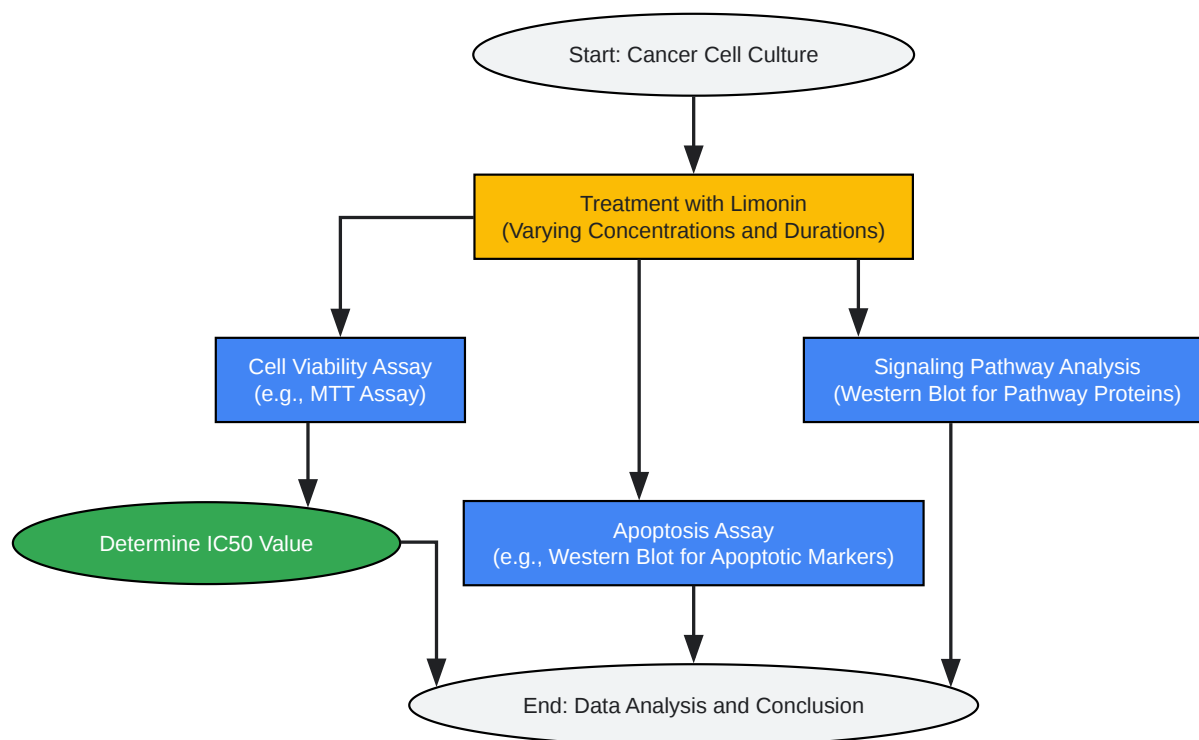 Start: Cancer Cell Culture
Treatment with Limonin
(Varying Concentrations and Durations)
Cell Viability Assay
(e.g., MTT Assay)
Signaling Pathway Analysis
(Western Blot for Pathway Proteins)
Determine IC50 Value
Apoptosis Assay
(e.g., Western Blot for Apoptotic Markers)
End: Data Analysis and Conclusion